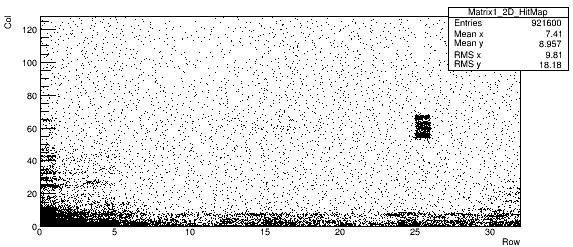 Matrix1_2D_HitMap
Entries 921600
Mean x 7.41
Mean y 8.957
RMS x 9.81
RMS y 18.18
Col
120
100
80
60
40
20
0
0 5 10 15 20 25 30
Row